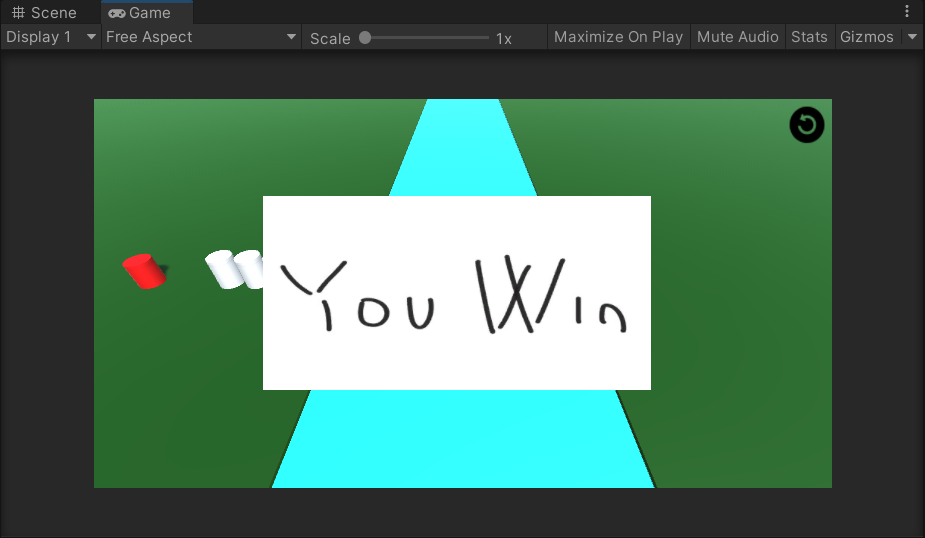 Scene Game
Display 1 Free Aspect Scale 1x Maximize On Play Mute Audio Stats Gizmos
You Win